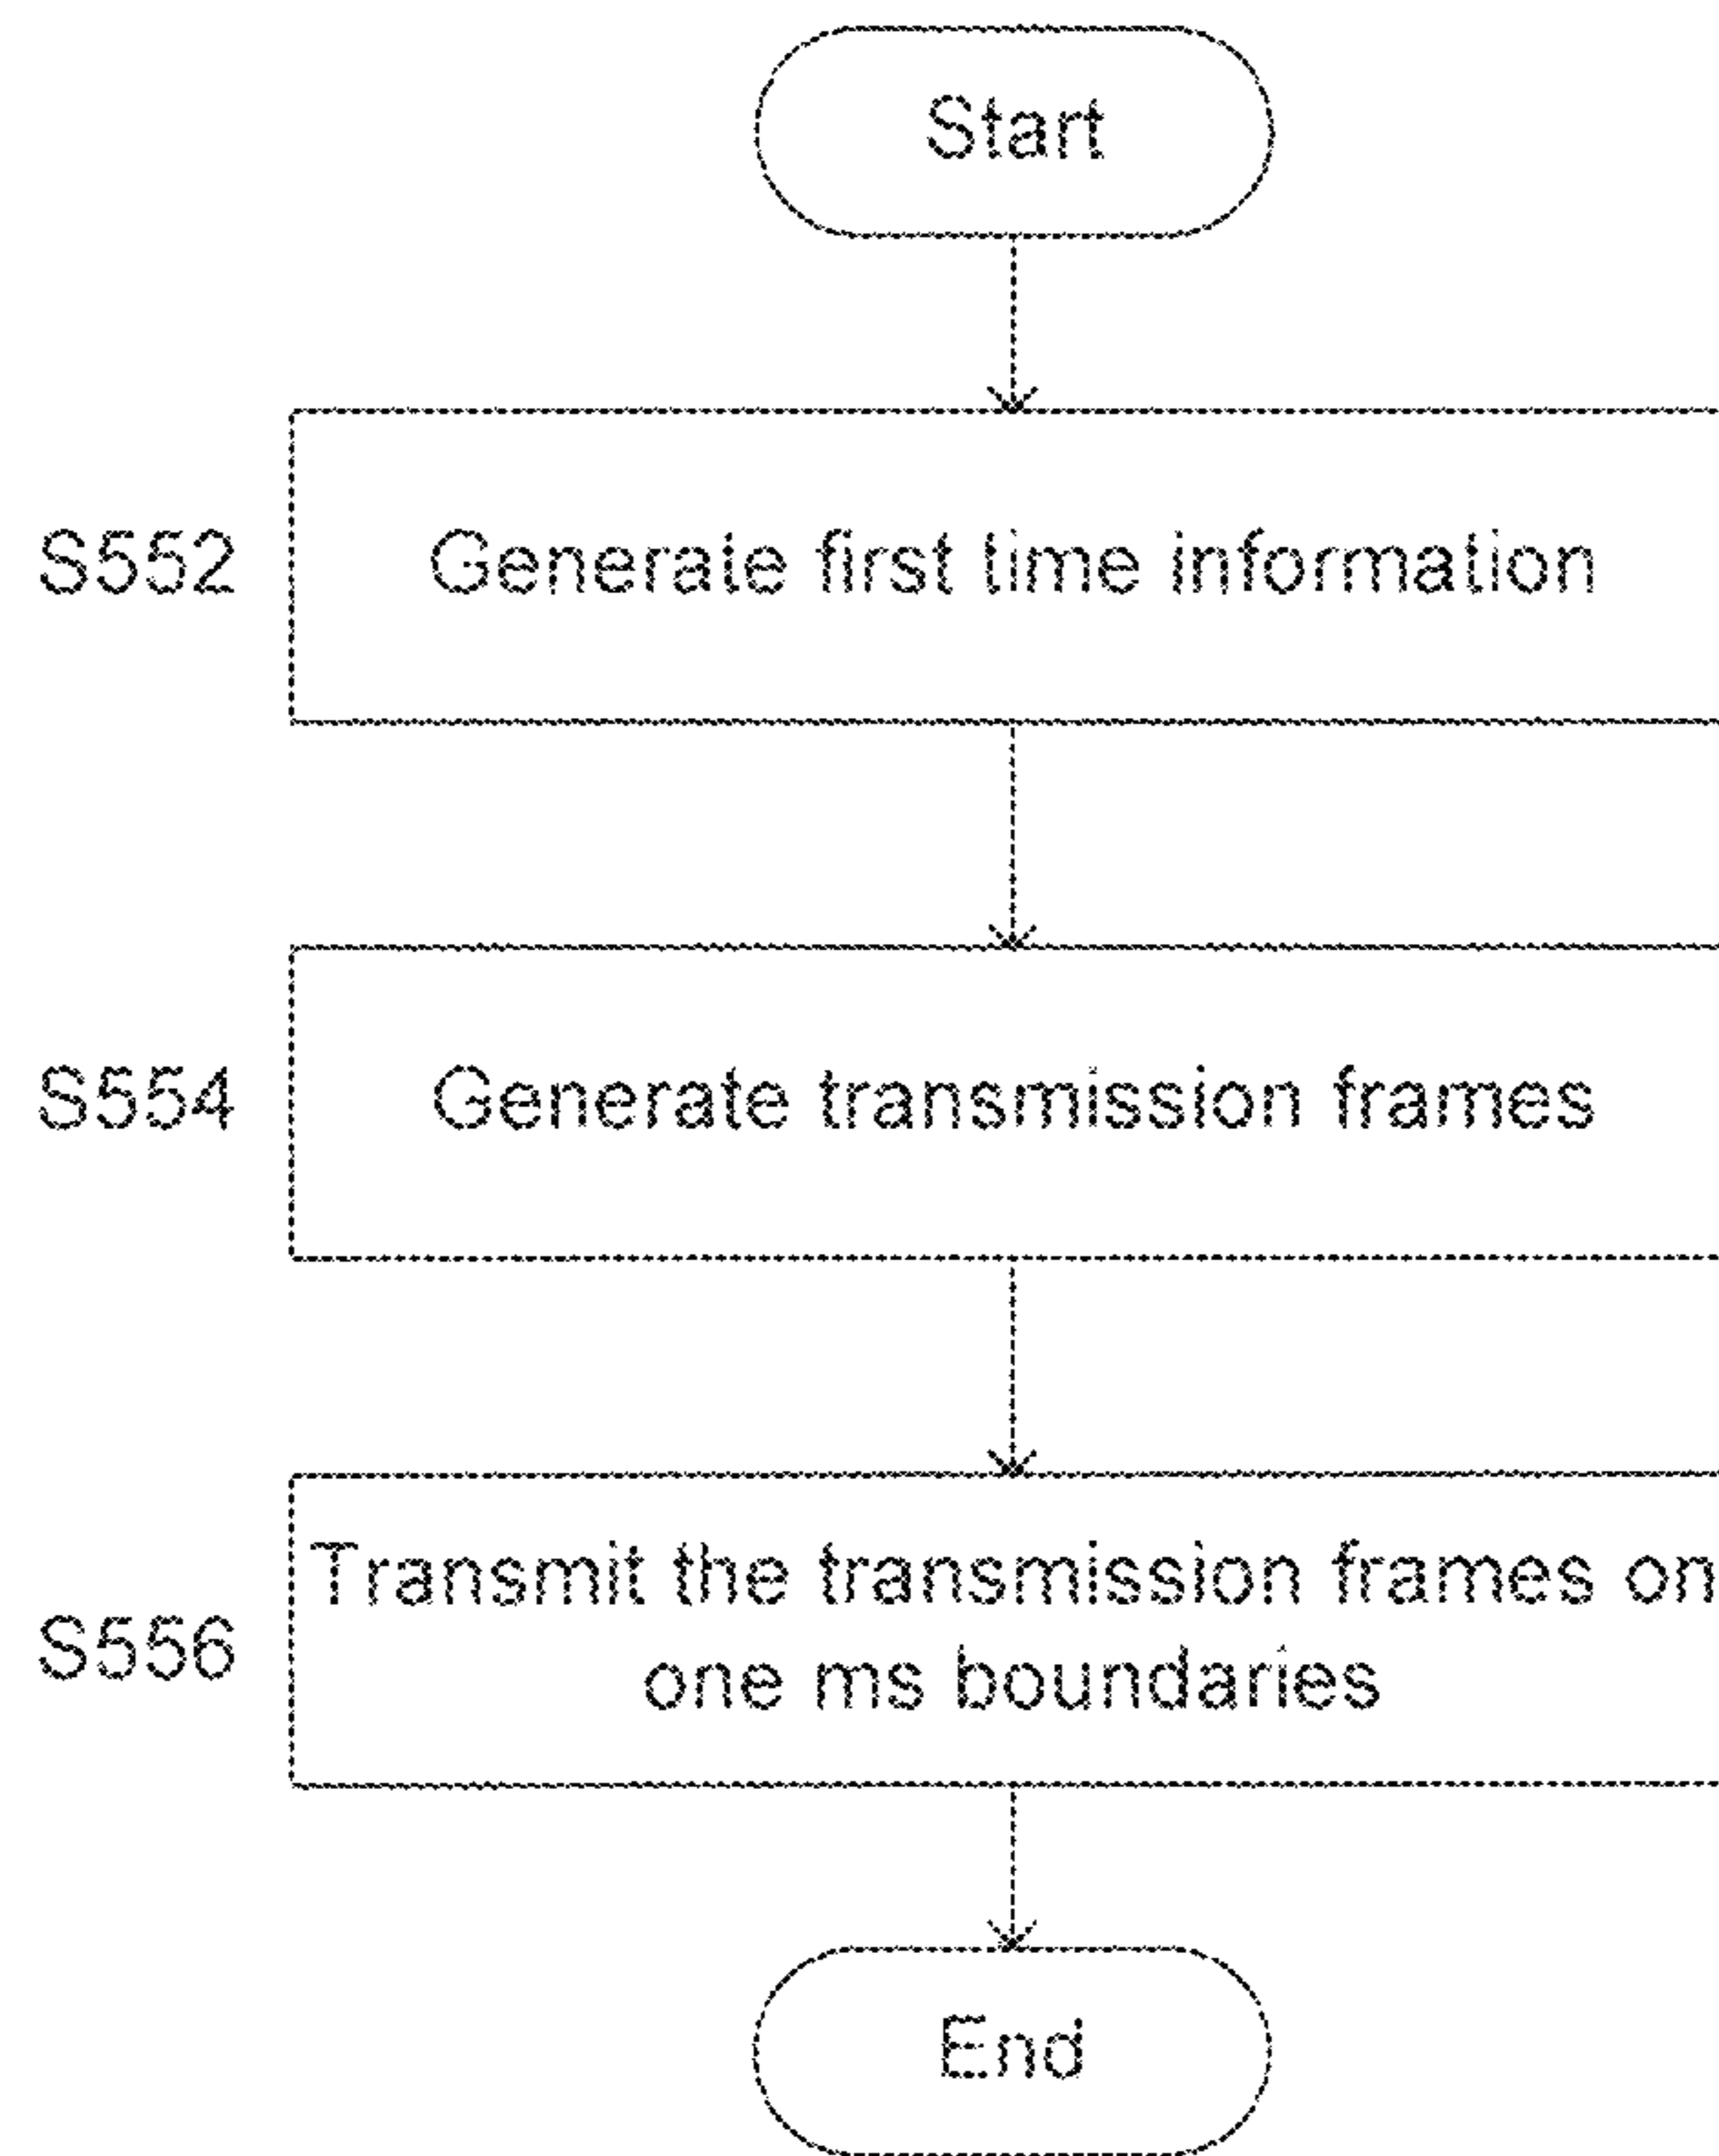 Start
S552
Generate first time information
S554
Generate transmission frames
S556
Transmit the transmission frames on
one ms boundaries
End